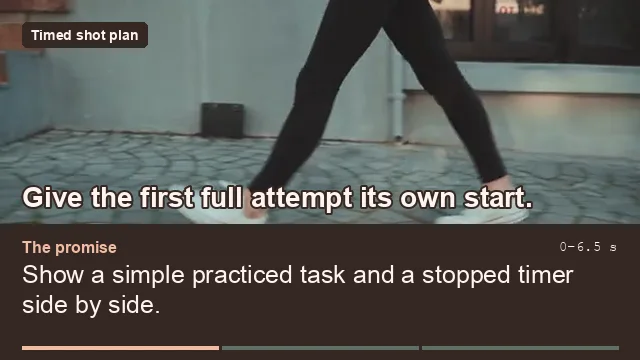 Timed shot plan
Give the first full attempt its own start.
The promise
0–6.5 s
Show a simple practiced task and a stopped timer
side by side.